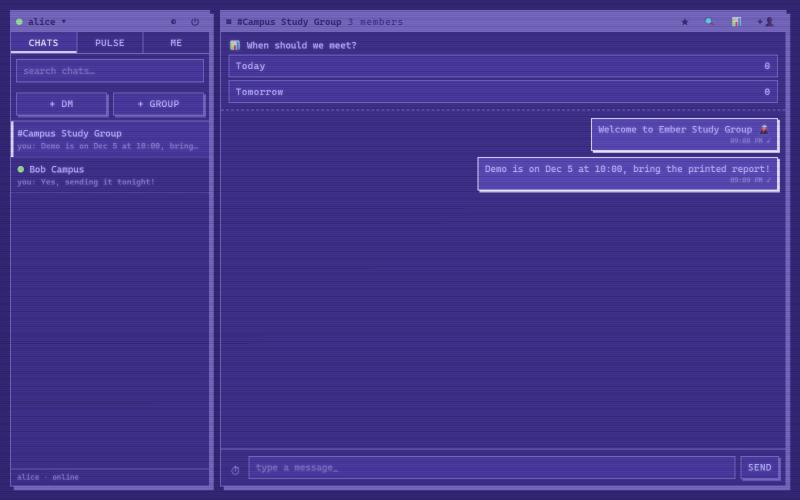 alice ▾
CHATS PULSE ME
search chats…
+ DM + GROUP
#Campus Study Group
you: Demo is on Dec 5 at 10:00, bring…
Bob Campus
you: Yes, sending it tonight!
alice · online
#Campus Study Group 3 members
When should we meet?
Today 0
Tomorrow 0
Welcome to Ember Study Group 🌋
09:08 PM ✓
Demo is on Dec 5 at 10:00, bring the printed report!
09:09 PM ✓
type a message_
SEND